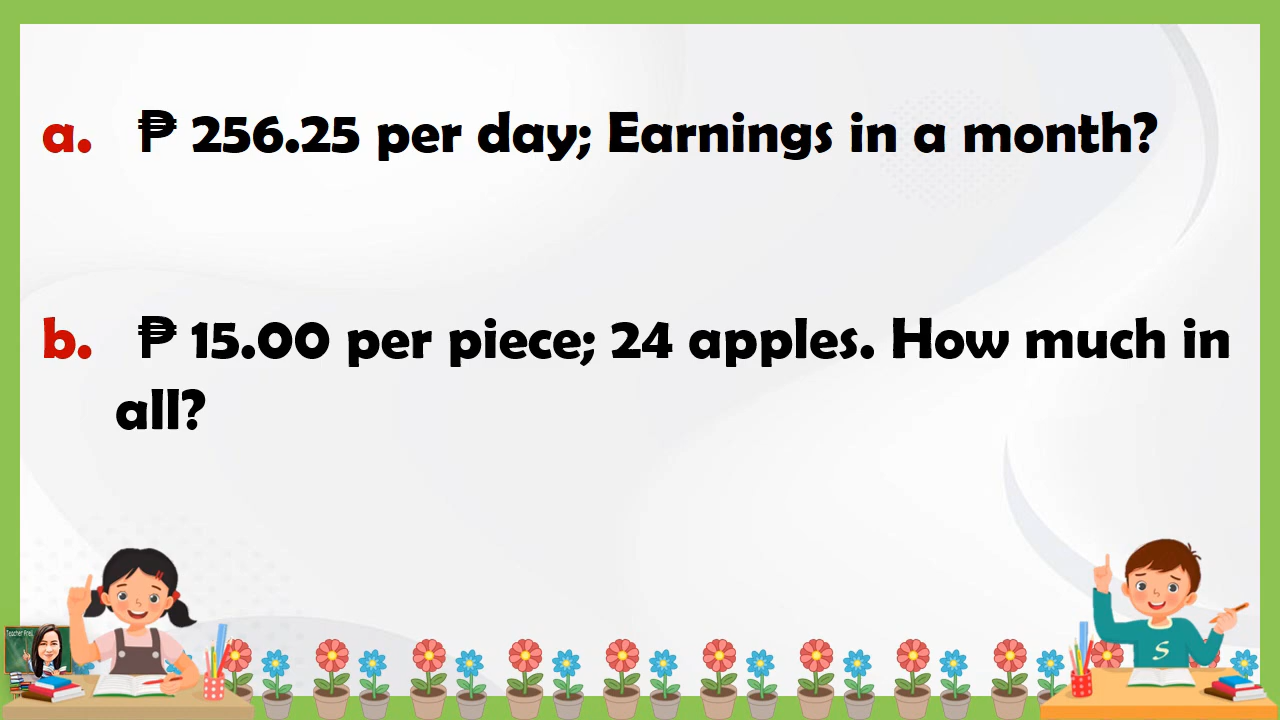 a. ₱ 256.25 per day; Earnings in a month?
b. ₱ 15.00 per piece; 24 apples. How much in
all?
S